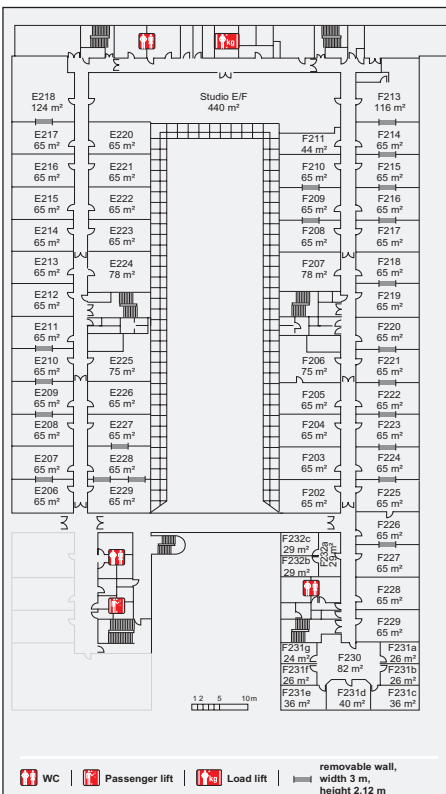 E218
124 m²
Studio E/F
440 m²
F213
116 m²
E217
65 m²
E220
65 m²
F211
44 m²
F214
65 m²
E216
65 m²
E221
65 m²
F210
65 m²
F215
65 m²
E215
65 m²
E222
65 m²
F209
65 m²
F216
65 m²
E214
65 m²
E223
65 m²
F208
65 m²
F217
65 m²
E213
65 m²
E224
78 m²
F207
78 m²
F218
65 m²
E212
65 m²
F219
65 m²
E211
65 m²
F220
65 m²
E210
65 m²
E225
75 m²
F206
75 m²
F221
65 m²
E209
65 m²
E226
65 m²
F205
65 m²
F222
65 m²
E208
65 m²
E227
65 m²
F204
65 m²
F223
65 m²
E207
65 m²
E228
65 m²
F203
65 m²
F224
65 m²
E206
65 m²
E229
65 m²
F202
65 m²
F225
65 m²
F226
65 m²
F232c
29 m²
F232a
29 m²
F232b
29 m²
F227
65 m²
F228
65 m²
F229
65 m²
F231g
24 m²
F230
82 m²
F231a
26 m²
F231f
26 m²
F231b
26 m²
F231e
36 m²
F231d
40 m²
F231c
36 m²
1 2 5 10m
kg
WC
Passenger lift
kg
Load lift
removable wall,
width 3 m,
height 2.12 m